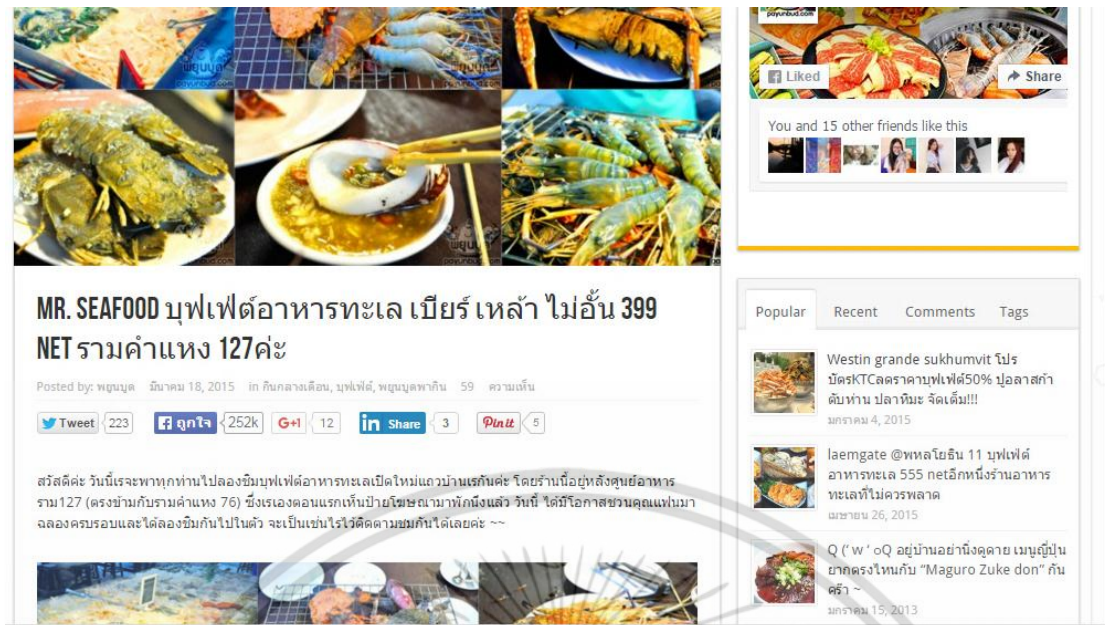 พยุนบุด
payunbud.com
พยุนบุด
payunbud.com
payunbud.com
Liked
Share
You and 15 other friends like this
MR. SEAFOOD บุฟเฟ่ต์อาหารทะเล เบียร์ เหล้า ไม่อั้น 399
NET รามคำแหง 127ค่ะ
Posted by: พยูนบูด มีนาคม 18, 2015 in กินกลางเดือน, บุฟเฟ่ต์, พยูนบูดพากิน 59 ความเห็น
Tweet 223 ถูกใจ 252k G+1 12 in Share 3 Pin it 5
สวัสดีค่ะ วันนี้เรจะพาทุกท่านไปลองชิมบุฟเฟ่ต์อาหารทะเลเปิดใหม่แถวบ้านเรกันค่ะ โดยร้านนี้อยู่หลังศูนย์อาหาร
ราม127 (ตรงข้ามกับรามคำแหง 76) ซึ่งเรเองตอนแรกเห็นป้ายโฆษณามาพักนึงแล้ว วันนี้ ได้มีโอกาสชวนคุณแฟนมา
ฉลองครบรอบและได้ลองชิมกันไปในตัว จะเป็นเช่นไรไว้ติดตามชมกันได้เลยค่ะ ~~
Popular Recent Comments Tags
Westin grande sukhumvit โปร
บัตรKTCลดราคาบุฟเฟ่ต์50% ปูอลาสก้า
ตับห่าน ปลาหิมะ จัดเต็ม!!!
มกราคม 4, 2015
laemgate @พหลโยธิน 11 บุฟเฟ่ต์
อาหารทะเล 555 netอีกหนึ่งร้านอาหาร
ทะเลที่ไม่ควรพลาด
เมษายน 26, 2015
Q (‘ w ‘ oQ อยู่บ้านอย่านิ่งดูดาย เมนูญี่ปุ่น
ยากตรงไหนกับ “Maguro Zuke don” กัน
คร๊า ~
มกราคม 15, 2013